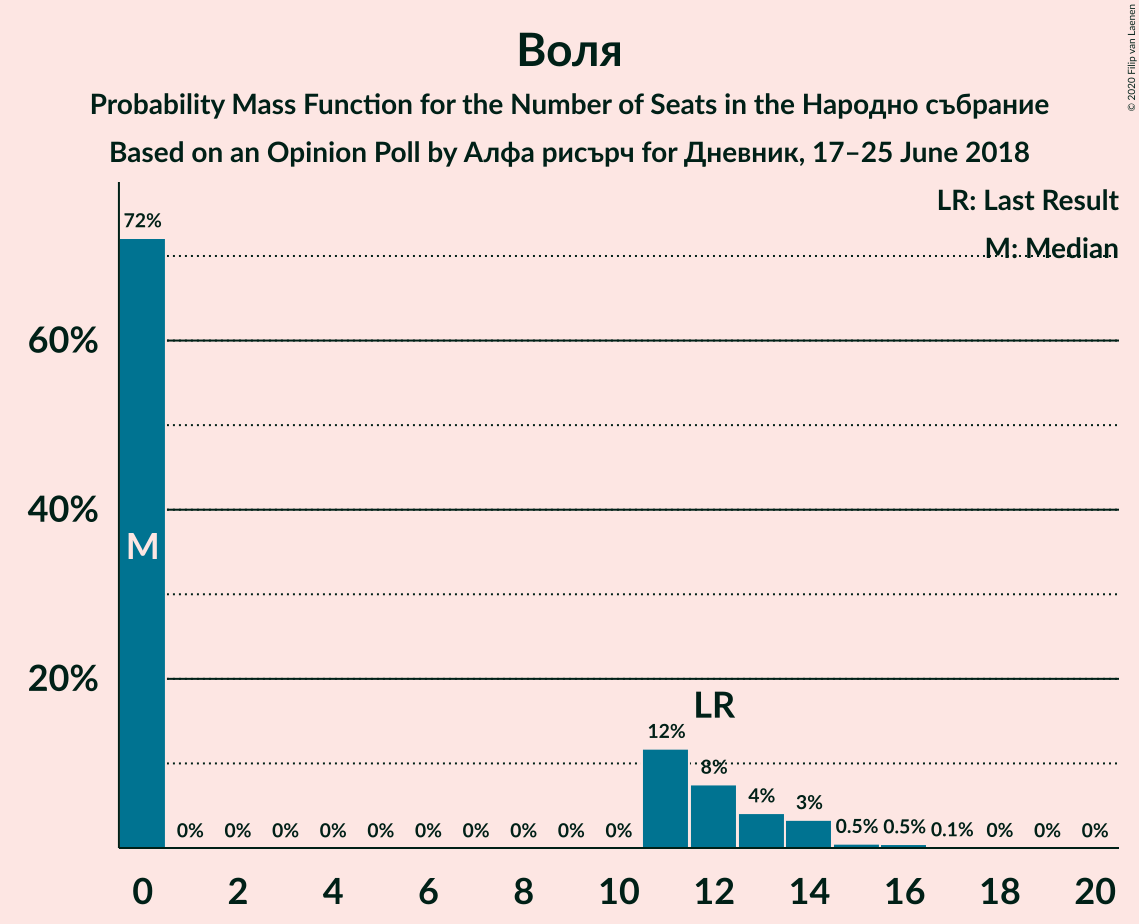 © 2020 Filip van Laenen
Воля
Probability Mass Function for the Number of Seats in the Народно събрание
Based on an Opinion Poll by Алфа рисърч for Дневник, 17–25 June 2018
LR: Last Result
M: Median
72%
60%
40%
M
20%
LR
12%
8%
4%
3%
0% 0% 0% 0% 0% 0% 0% 0% 0% 0% 0.5% 0.5% 0.1% 0% 0% 0%
0 2 4 6 8 10 12 14 16 18 20